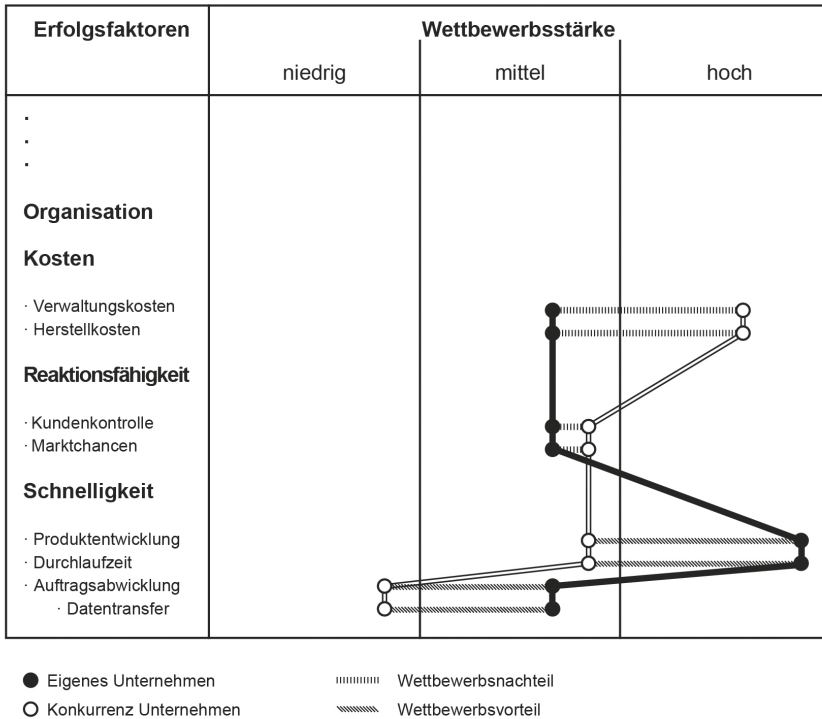 Erfolgsfaktoren Wettbewerbsstärke
niedrig mittel hoch
.
.
.
Organisation
Kosten
· Verwaltungskosten
· Herstellkosten
Reaktionsfähigkeit
· Kundenkontrolle
· Marktchancen
Schnelligkeit
· Produktentwicklung
· Durchlaufzeit
· Auftragsabwicklung
· Datentransfer
Eigenes Unternehmen Wettbewerbsnachteil
Konkurrenz Unternehmen Wettbewerbsvorteil